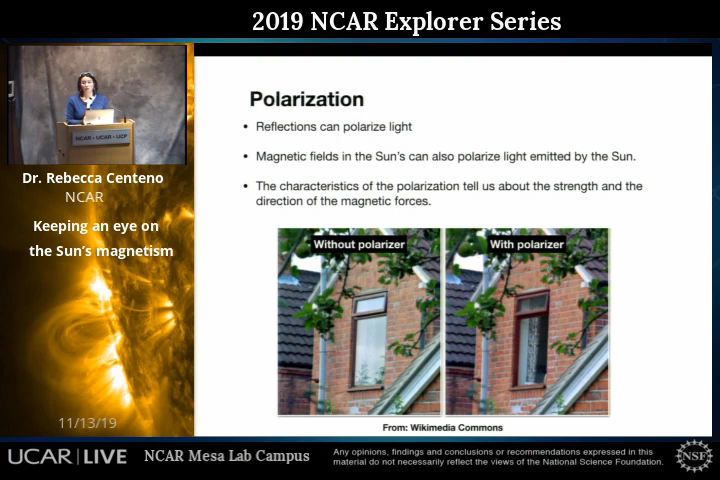 2019 NCAR Explorer Series
NCAR • UCAR • UCP
Dr. Rebecca Centeno
NCAR
Keeping an eye on
the Sun's magnetism
11/13/19
Polarization
• Reflections can polarize light
• Magnetic fields in the Sun's can also polarize light emitted by the Sun.
• The characteristics of the polarization tell us about the strength and the
direction of the magnetic forces.
Without polarizer
With polarizer
From: Wikimedia Commons
UCAR | LIVE
NCAR Mesa Lab Campus
Any opinions, findings and conclusions or recommendations expressed in this
material do not necessarily reflect the views of the National Science Foundation.
NSF